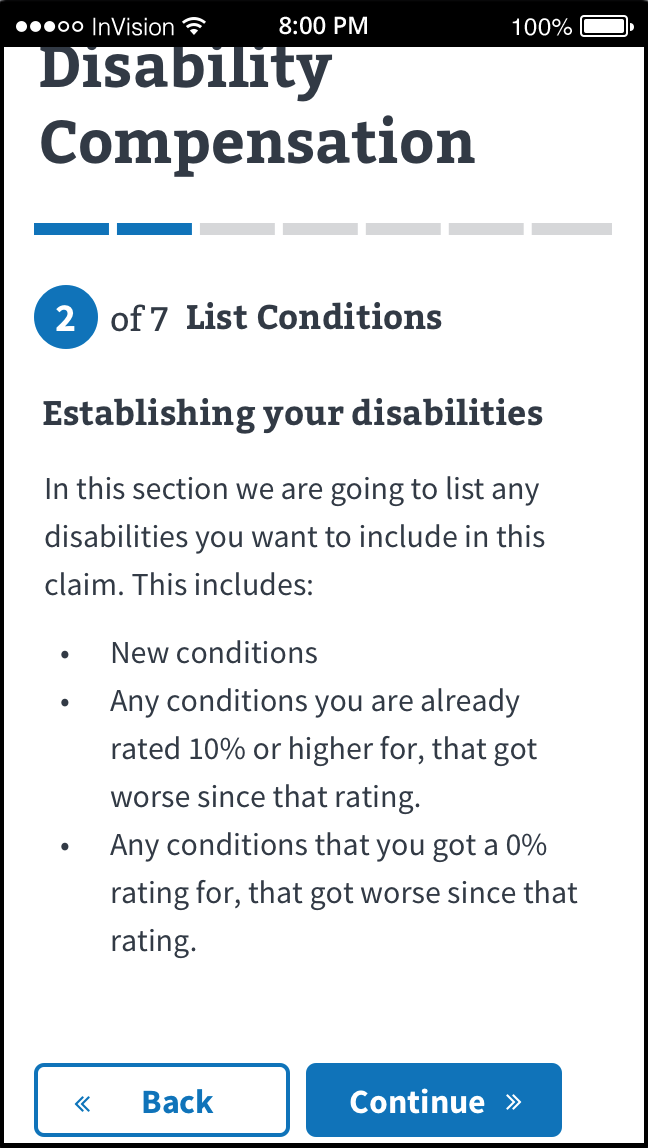 InVision 8:00 PM 100%
Disability
Compensation
2 of 7 List Conditions
Establishing your disabilities
In this section we are going to list any
disabilities you want to include in this
claim. This includes:
• New conditions
• Any conditions you are already
rated 10% or higher for, that got
worse since that rating.
• Any conditions that you got a 0%
rating for, that got worse since that
rating.
« Back Continue »